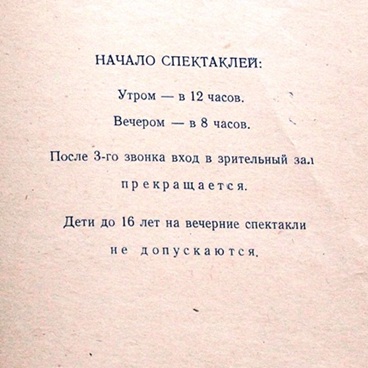 НАЧАЛО СПЕКТАКЛЕЙ:
Утром — в 12 часов.
Вечером — в 8 часов.
После 3-го звонка вход в зрительный зал
прекращается.
Дети до 16 лет на вечерние спектакли
не допускаются.